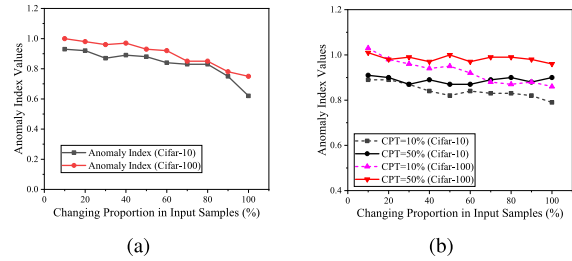 (a)
1.2
1.0
0.8
0.6
0.4
0.2
0.0
Anomaly Index Values
Anomaly Index (Cifar-10)
Anomaly Index (Cifar-100)
0 20 40 60 80 100
Changing Proportion in Input Samples (%)
(a)
(b)
1.2
1.0
0.8
0.6
0.4
Anomaly Index Values
CPT=10% (Cifar-10)
CPT=50% (Cifar-10)
CPT=10% (Cifar-100)
CPT=50% (Cifar-100)
0 20 40 60 80 100
Changing Proportion in Input Samples (%)
(b)